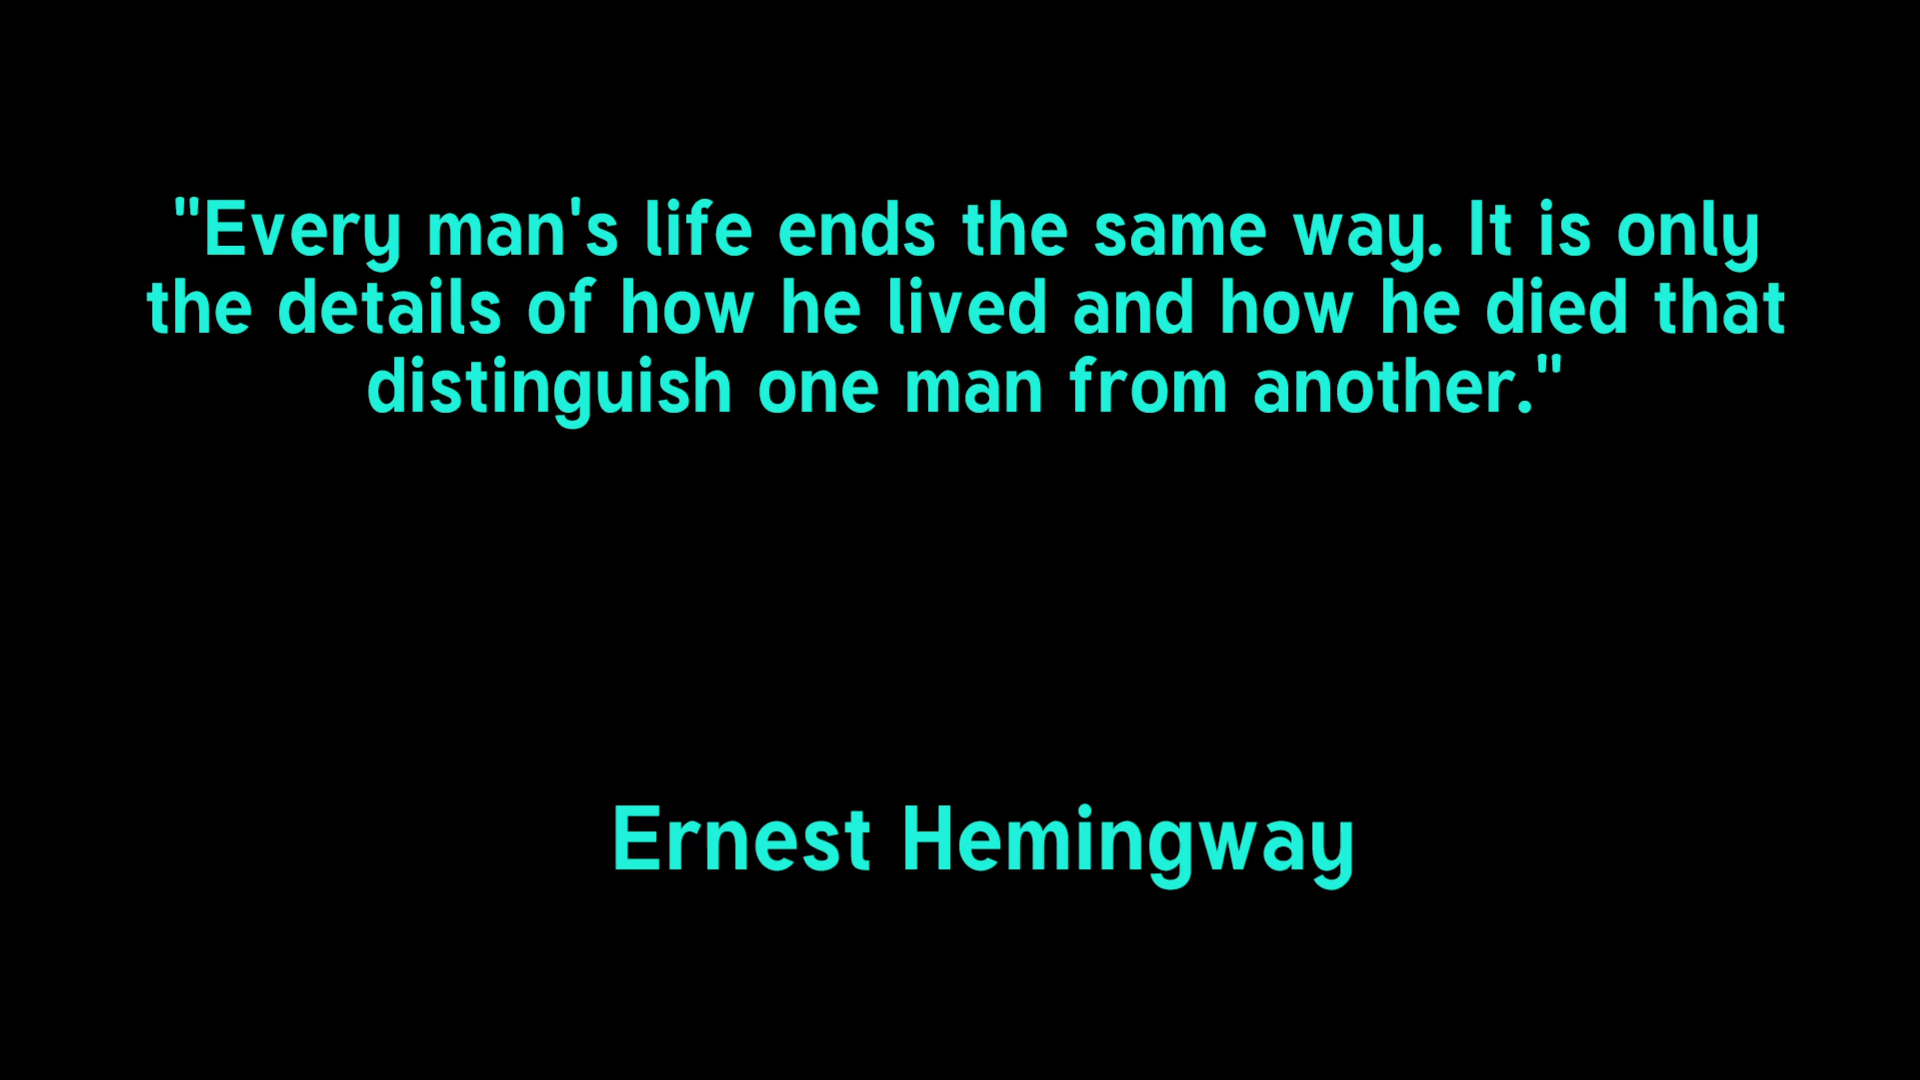 "Every man's life ends the same way. It is only
the details of how he lived and how he died that
distinguish one man from another."
Ernest Hemingway